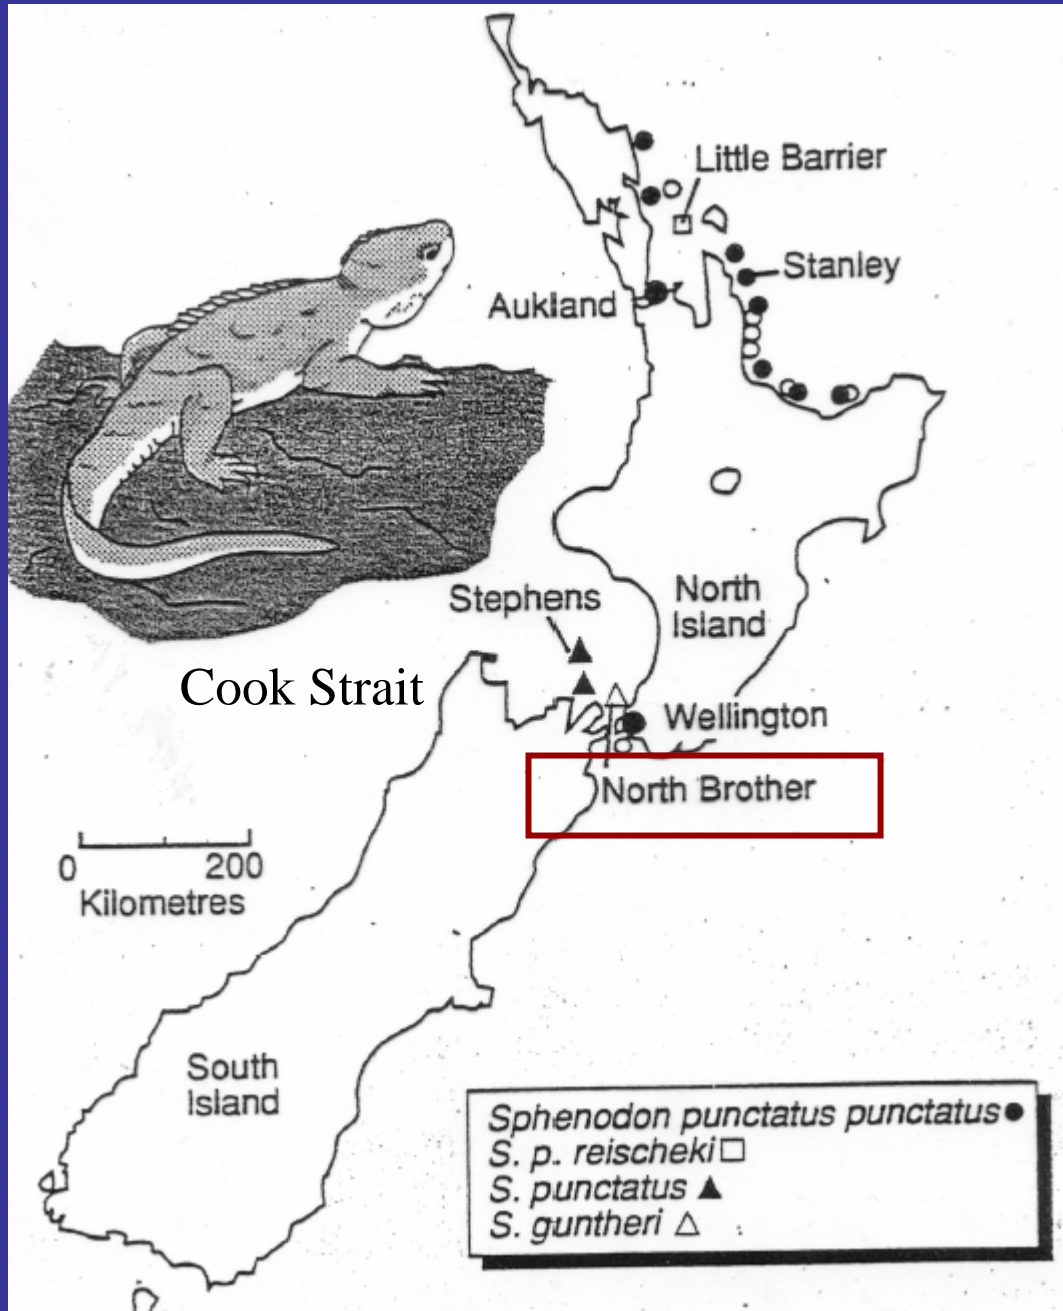 Little Barrier
Stanley
Aukland
Stephens
North
Island
Cook Strait
Wellington
North Brother
0 200
Kilometres
South
Island
Sphenodon punctatus punctatus
S. p. reischeki
S. punctatus
S. guntheri